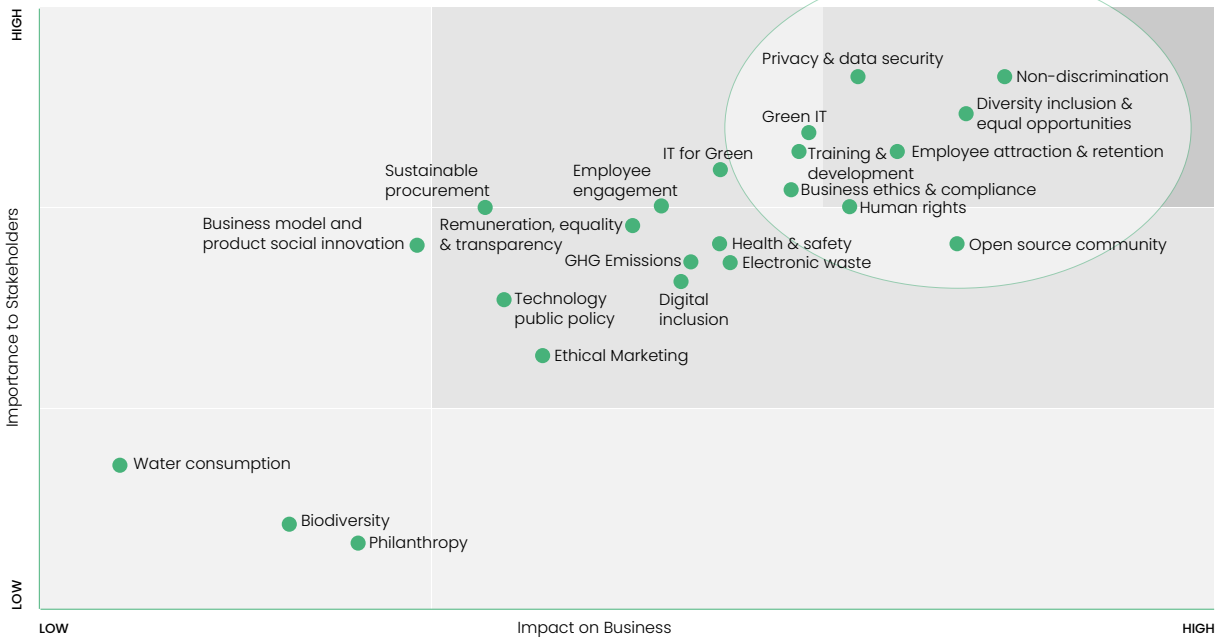 HIGH
Privacy & data security
Non-discrimination
Diversity inclusion &
equal opportunities
Green IT
IT for Green
Training &
development
Employee attraction & retention
Sustainable
procurement
Employee
engagement
Business ethics & compliance
Human rights
Business model and
product social innovation
Remuneration, equality
& transparency
Health & safety
Open source community
GHG Emissions
Electronic waste
Technology
public policy
Digital
inclusion
Ethical Marketing
Importance to Stakeholders
Water consumption
Biodiversity
Philanthropy
LOW
LOW
Impact on Business
HIGH